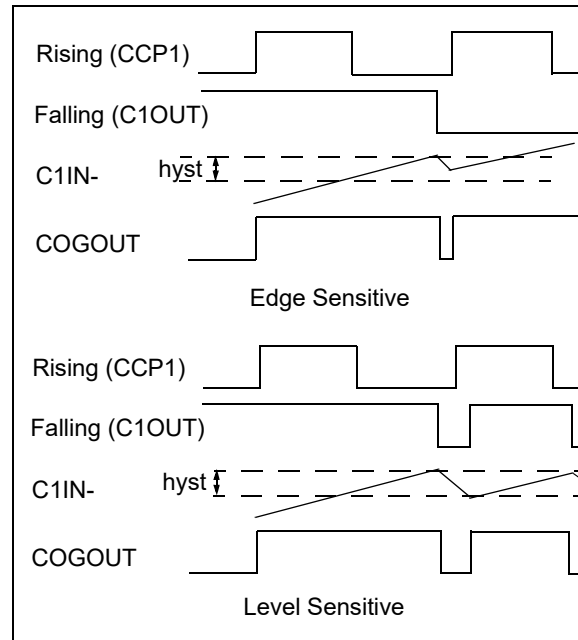 Rising (CCP1)
Falling (C1OUT)
C1IN-
hyst
COGOUT
Edge Sensitive
Rising (CCP1)
Falling (C1OUT)
C1IN-
hyst
COGOUT
Level Sensitive